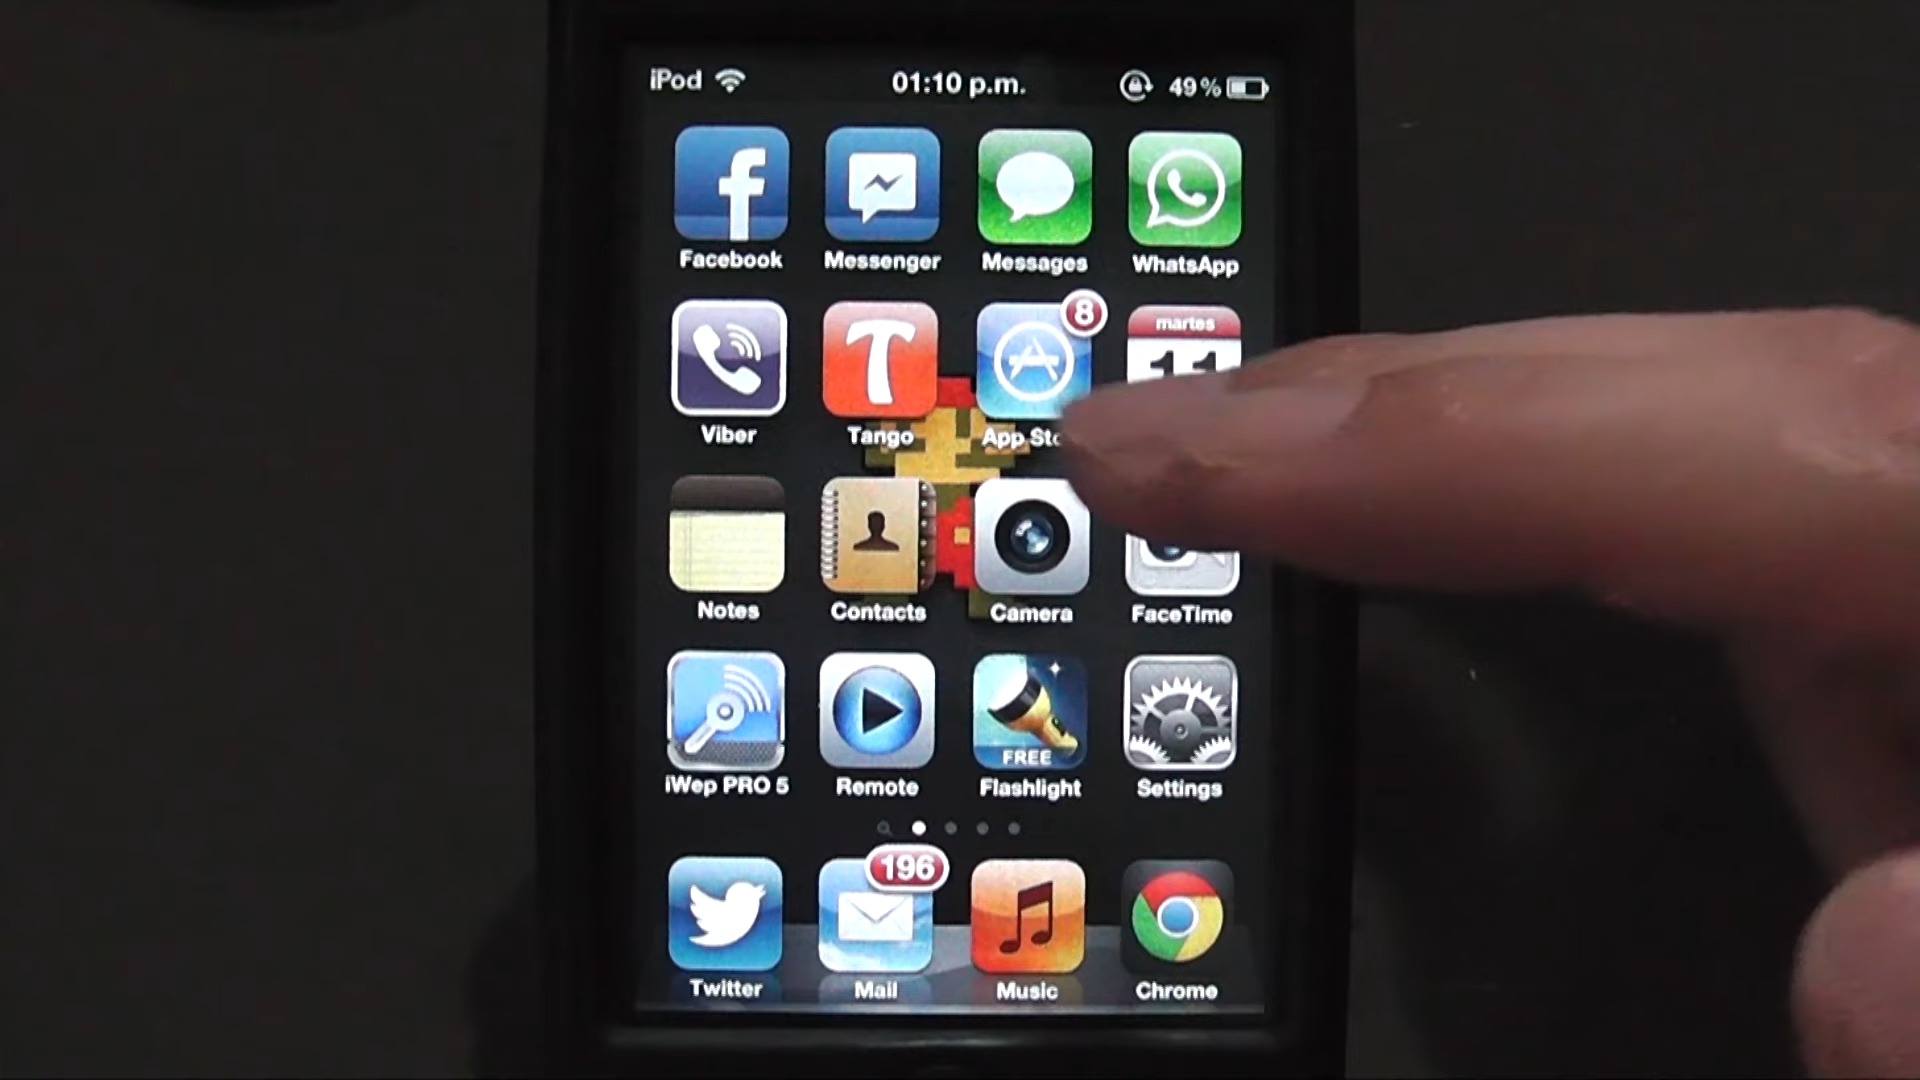 iPod 01:10 p.m. 49%
Facebook Messenger Messages WhatsApp
8
martes
11
Viber Tango App Sto
Notes Contacts Camera FaceTime
FREE
iWep PRO 5 Remote Flashlight Settings
196
Twitter Mail Music Chrome